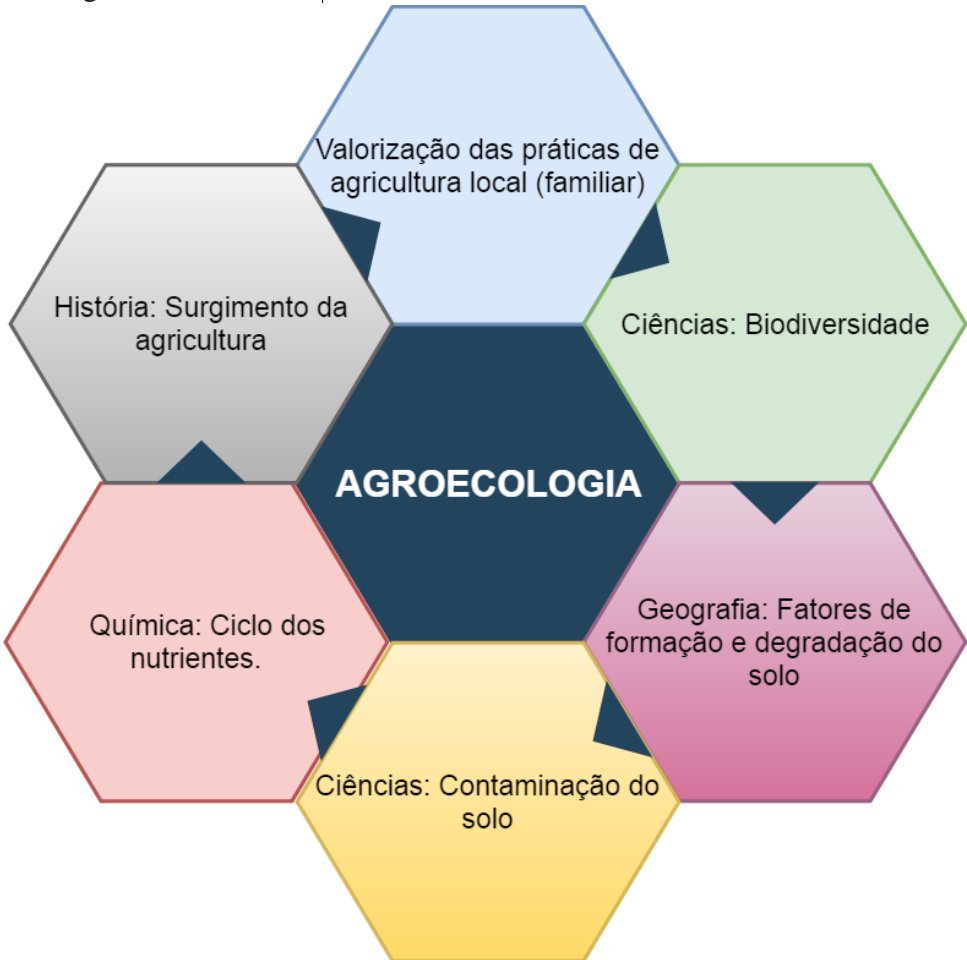 Valorização das práticas de
agricultura local (familiar)
História: Surgimento da
agricultura
Ciências: Biodiversidade
AGROECOLOGIA
Química: Ciclo dos
nutrientes.
Geografia: Fatores de
formação e degradação do
solo
Ciências: Contaminação do
solo